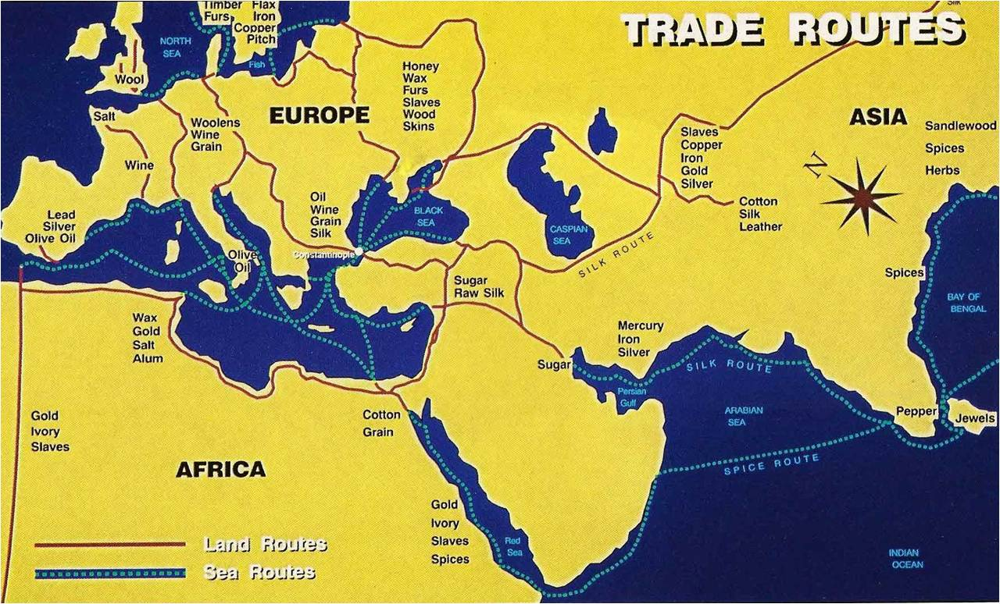 TRADE ROUTES
Silk
Timber
Furs
Flax
Iron
Copper
Pitch
NORTH
SEA
Fish
Wool
Honey
Wax
Furs
Slaves
Wood
Skins
EUROPE
ASIA
Salt
Woolens
Wine
Grain
Wine
Slaves
Copper
Iron
Gold
Silver
Sandlewood
Spices
Herbs
N
Cotton
Silk
Leather
Oil
Wine
Grain
Silk
BLACK
SEA
CASPIAN
SEA
Lead
Silver
Olive Oil
Olive
Oil
Constantinople
SILK ROUTE
Sugar
Raw Silk
Spices
BAY OF
BENGAL
Wax
Gold
Salt
Alum
Mercury
Iron
Silver
Sugar
SILK ROUTE
Persian
Gulf
ARABIAN
SEA
Pepper
Jewels
Gold
Ivory
Slaves
Cotton
Grain
AFRICA
SPICE ROUTE
Gold
Ivory
Slaves
Spices
Red
Sea
INDIAN
OCEAN
Land Routes
Sea Routes